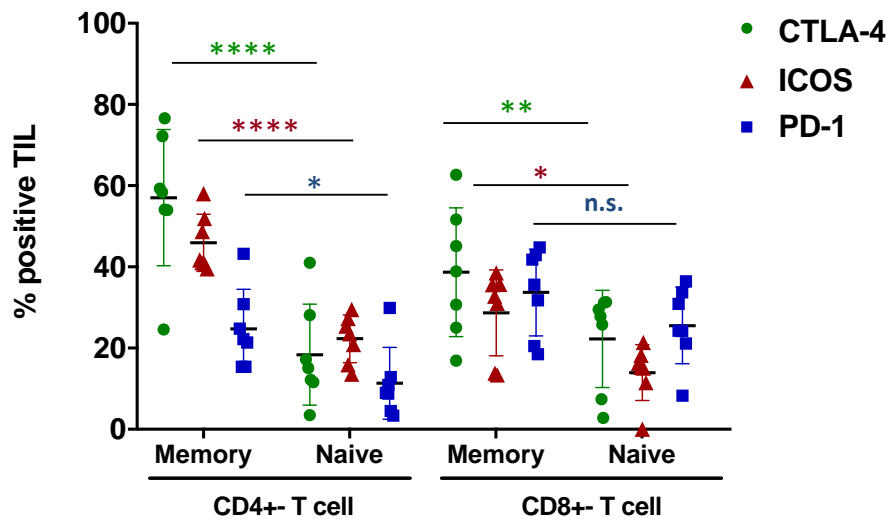 100
80
60
40
20
0
% positive TIL
****
****
*
**
*
n.s.
CTLA-4
ICOS
PD-1
Memory
Naive
Memory
Naive
CD4+- T cell
CD8+- T cell